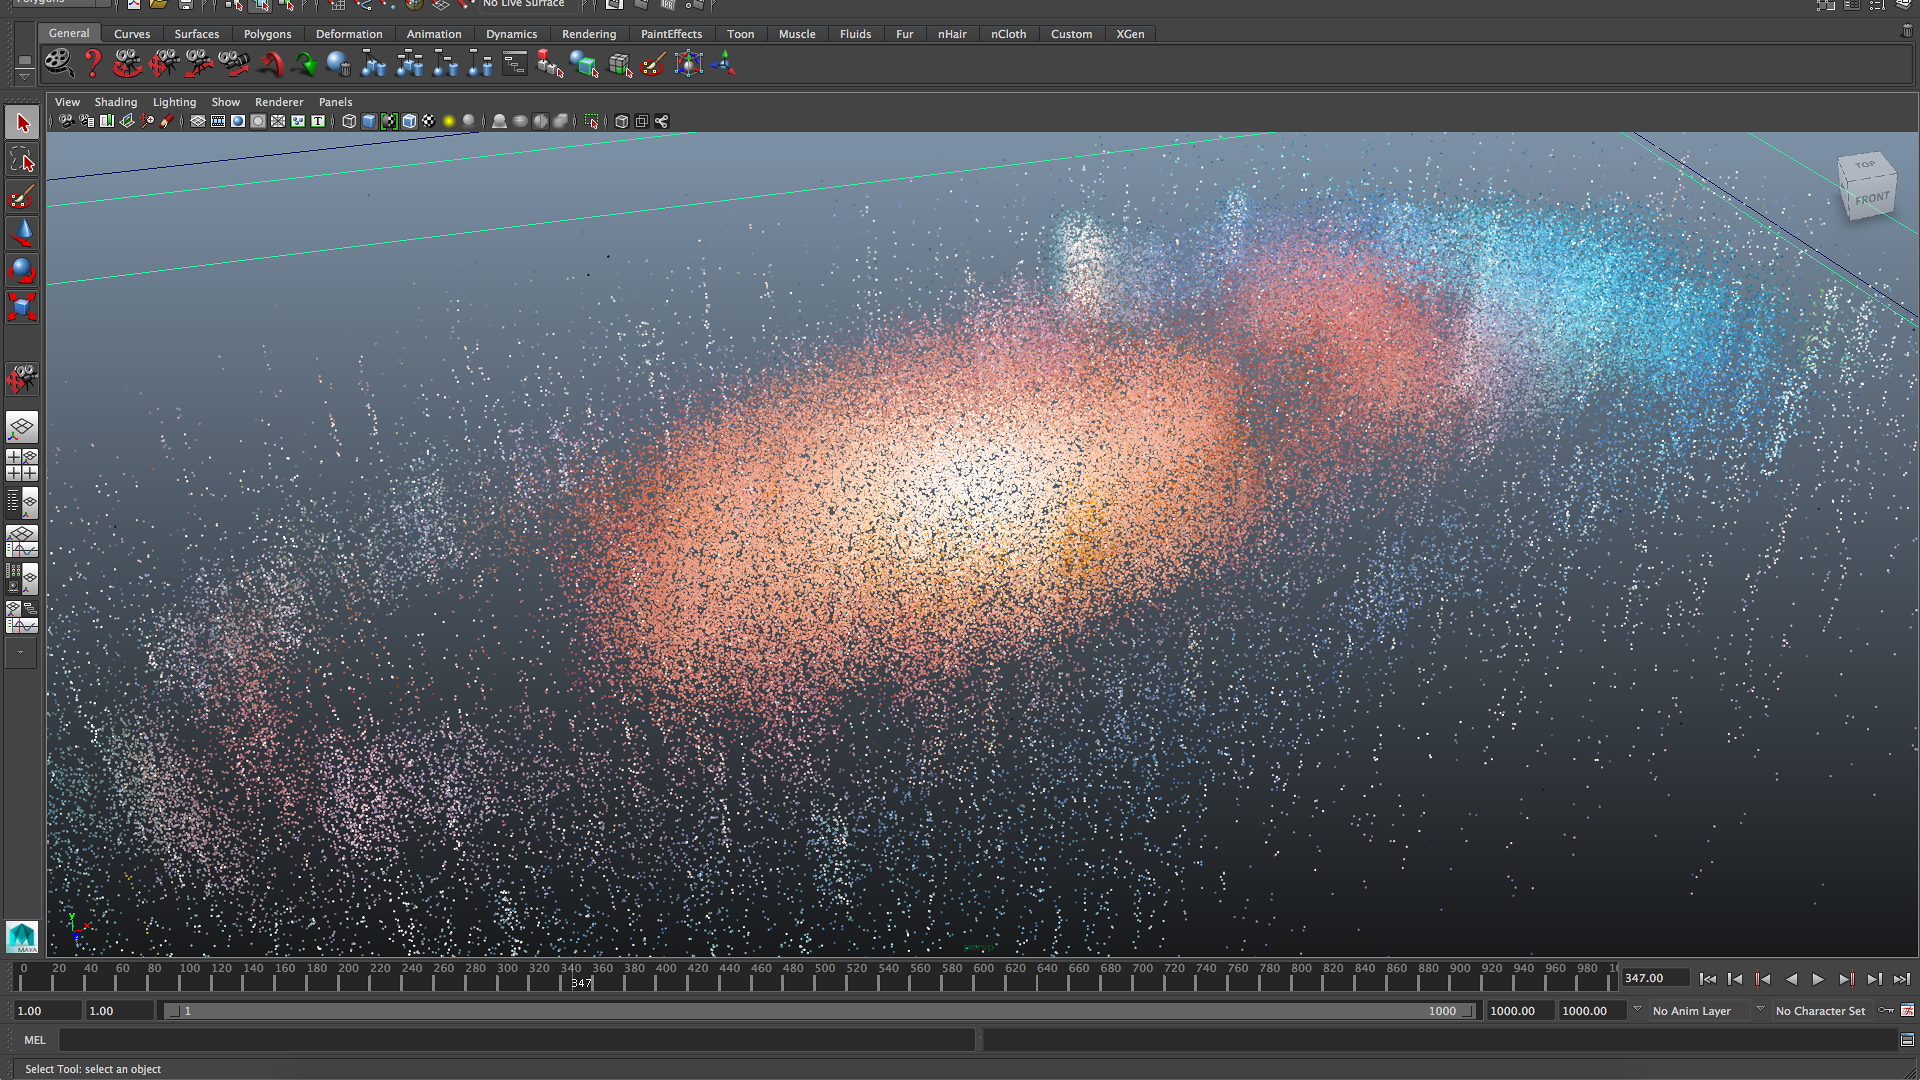 Polygons No Live Surface
General Curves Surfaces Polygons Deformation Animation Dynamics Rendering PaintEffects Toon Muscle Fluids Fur nHair nCloth Custom XGen
View Shading Lighting Show Renderer Panels
TOP
FRONT
persp
MAYA
0 20 40 60 80 100 120 140 160 180 200 220 240 260 280 300 320 340 360 380 400 420 440 460 480 500 520 540 560 580 600 620 640 660 680 700 720 740 760 780 800 820 840 860 880 900 920 940 960 980
347
347.00
1.00 1.00 1 1000 1000.00 1000.00 No Anim Layer No Character Set
MEL
Select Tool: select an object